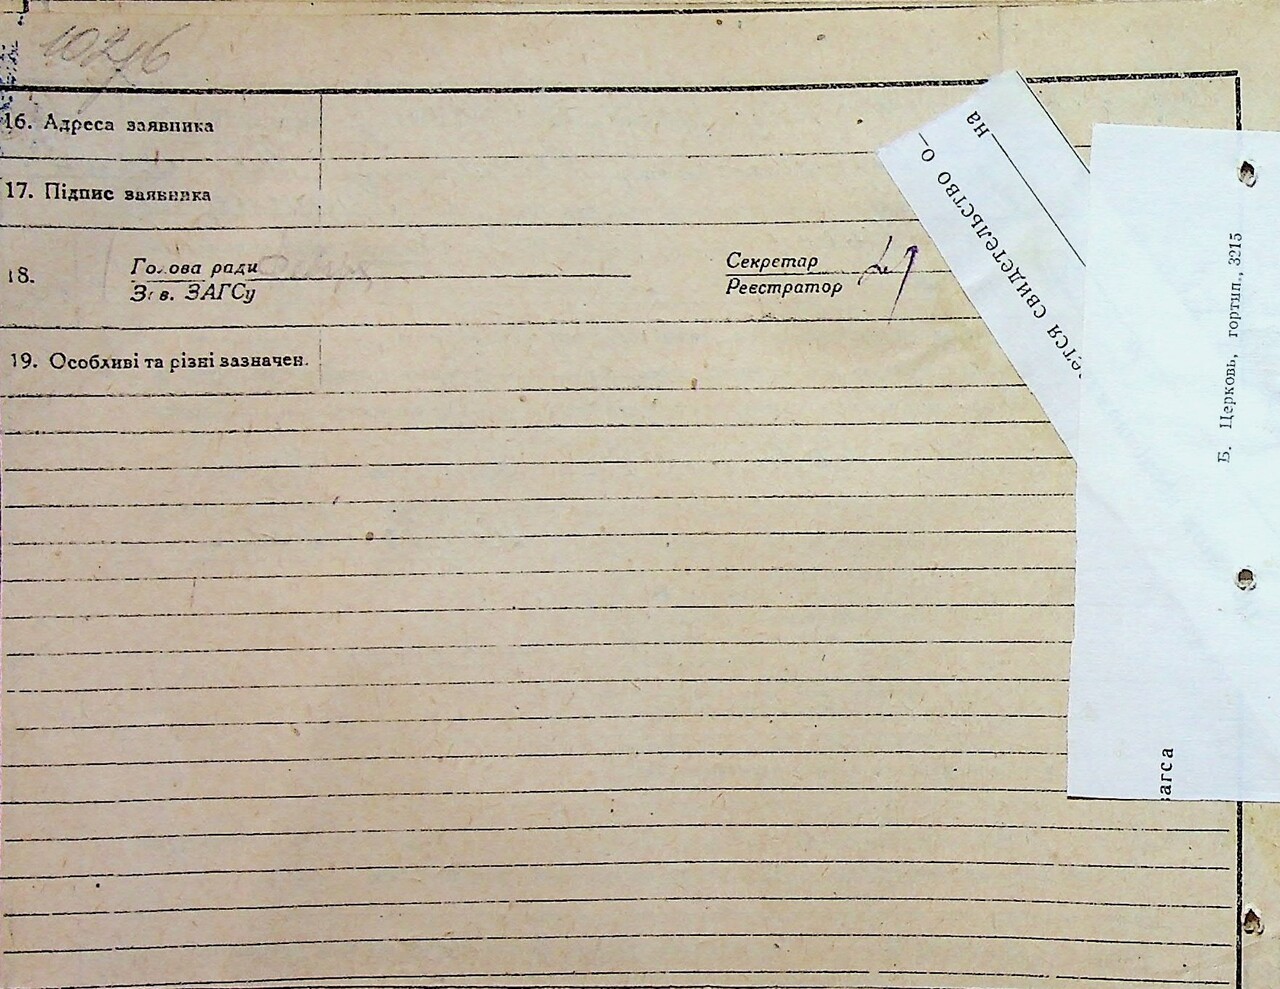 16. Адреса заявника
17. Підпис заявника
18.
Голова ради
Зав. ЗАГСу
Секретар
Реєстратор
19. Особливі та різні зазначен.
на
ется свидетельство о
Б. Церковь, гортип., 3215
загса